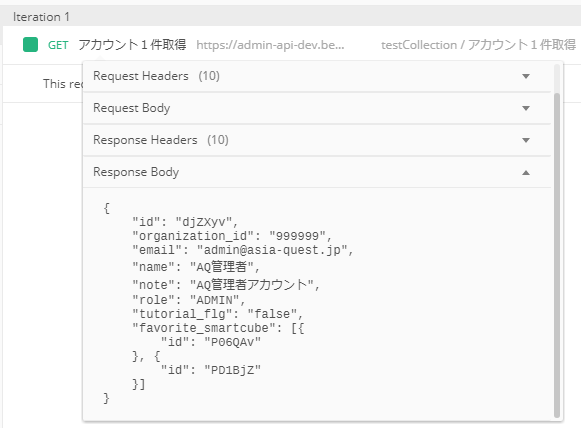 Iteration 1
GET アカウント１件取得 https://admin-api-dev.be... testCollection / アカウント１件取得
This re
Request Headers (10)
Request Body
Response Headers (10)
Response Body
{
    "id": "djZXyv",
    "organization_id": "999999",
    "email": "admin@asia-quest.jp",
    "name": "AQ管理者",
    "note": "AQ管理者アカウント",
    "role": "ADMIN",
    "tutorial_flg": "false",
    "favorite_smartcube": [{
        "id": "P06QAv"
    }, {
        "id": "PD1BjZ"
    }]
}